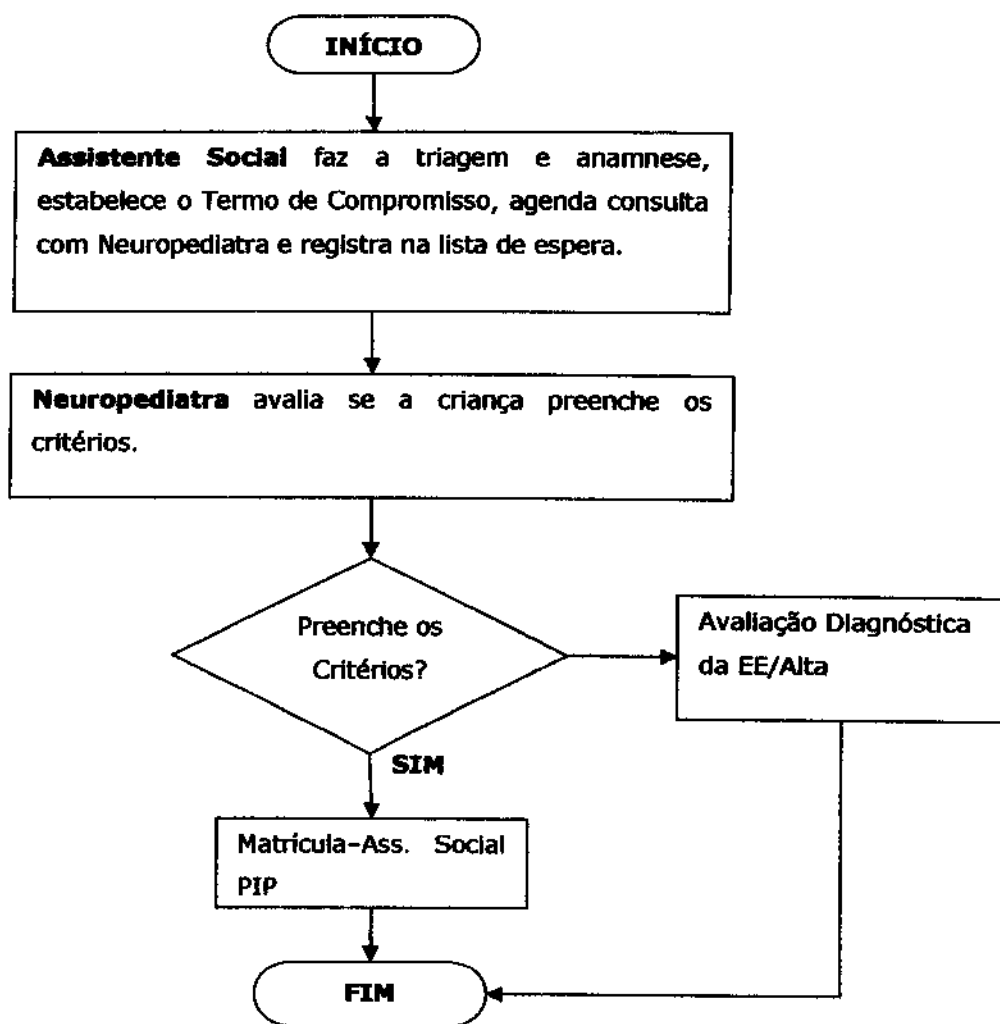 INÍCIO
Assistente Social faz a triagem e anamnese,
estabelece o Termo de Compromisso, agenda consulta
com Neuropediatra e registra na lista de espera.
Neuropediatra avalia se a criança preenche os
critérios.
Preenche os
Critérios?
Avaliação Diagnóstica
da EE/Alta
SIM
Matrícula-Ass. Social
PIP
FIM